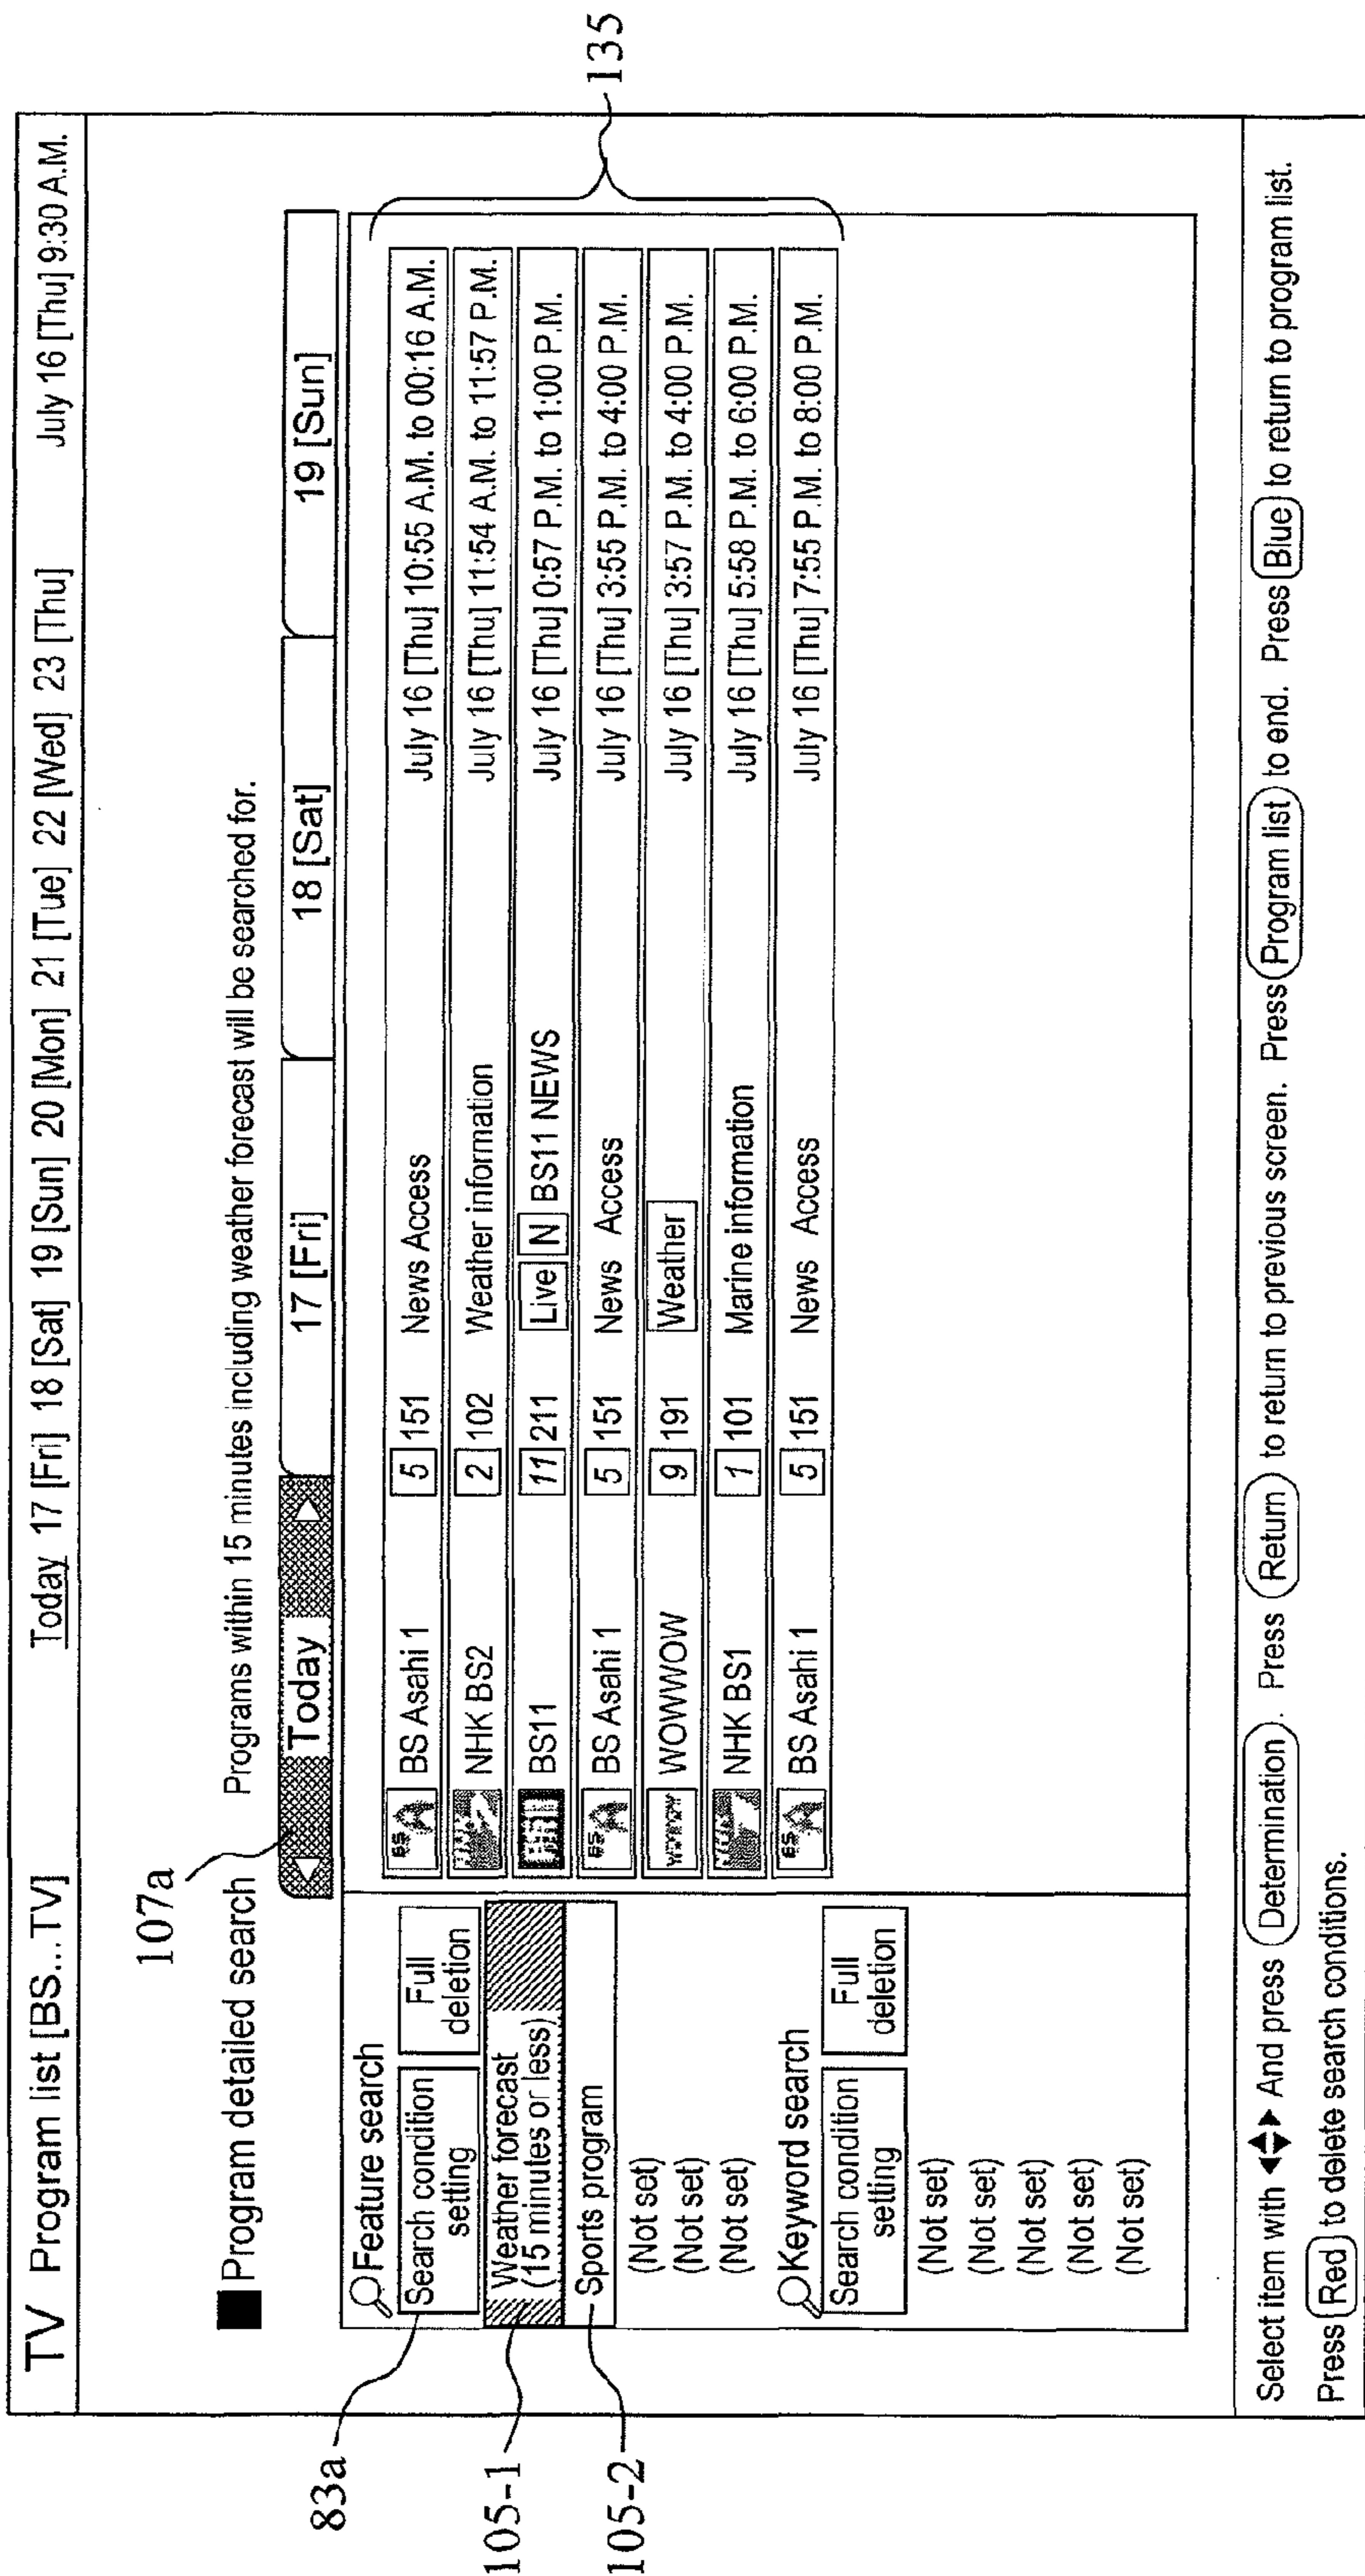 TV Program list [BS...TV] Today 17 [Fri] 18 [Sat] 19 [Sun] 20 [Mon] 21 [Tue] 22 [Wed] 23 [Thu] July 16 [Thu] 9:30 A.M.
107a
Program detailed search Programs within 15 minutes including weather forecast will be searched for.
Today 17 [Fri] 18 [Sat] 19 [Sun]
83a
Feature search
Search condition setting
Full deletion
105-1
Weather forecast
(15 minutes or less)
105-2
Sports program
(Not set)
(Not set)
(Not set)
Keyword search
Search condition setting
Full deletion
(Not set)
(Not set)
(Not set)
(Not set)
(Not set)
BS Asahi 1 5 151 News Access July 16 [Thu] 10:55 A.M. to 00:16 A.M.
NHK BS2 2 102 Weather information July 16 [Thu] 11:54 A.M. to 11:57 P.M.
BS11 11 211 Live N BS11 NEWS July 16 [Thu] 0:57 P.M. to 1:00 P.M.
BS Asahi 1 5 151 News Access July 16 [Thu] 3:55 P.M. to 4:00 P.M.
WOWWOW 9 191 Weather July 16 [Thu] 3:57 P.M. to 4:00 P.M.
NHK BS1 1 101 Marine information July 16 [Thu] 5:58 P.M. to 6:00 P.M.
BS Asahi 1 5 151 News Access July 16 [Thu] 7:55 P.M. to 8:00 P.M.
135
Select item with And press Determination. Press Return to return to previous screen. Press Program list to end. Press Blue to return to program list.
Press Red to delete search conditions.